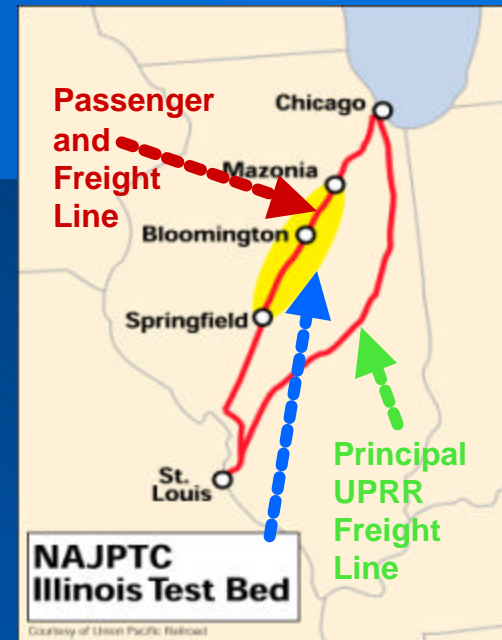 Passenger
and
Freight
Line
Chicago
Mazonia
Bloomington
Springfield
St.
Louis
Principal
UPRR
Freight
Line
NAJPTC
Illinois Test Bed
Courtesy of Union Pacific Railroad